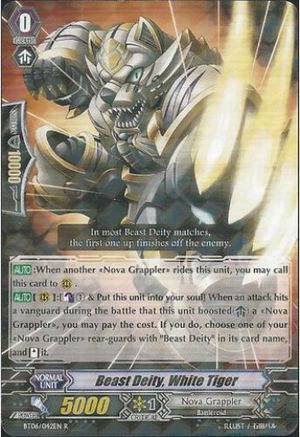 0
10000
In most Beast Deity matches,
the first one up finishes off the enemy.
AUTO :When another «Nova Grappler» rides this unit, you may call
this card to
AUTO [ ]:[ (1) & Put this unit into your soul] When an attack hits
a vanguard during the battle that this unit boosted a «Nova
Grappler», you may pay the cost. If you do, choose one of your
«Nova Grappler» rear-guards with "Beast Deity" in its card name,
and [ ] it.
NORMAL UNIT
Beast Deity, White Tiger
5000
1
Nova Grappler
Battleroid
BT06/042EN R
ILLUST /